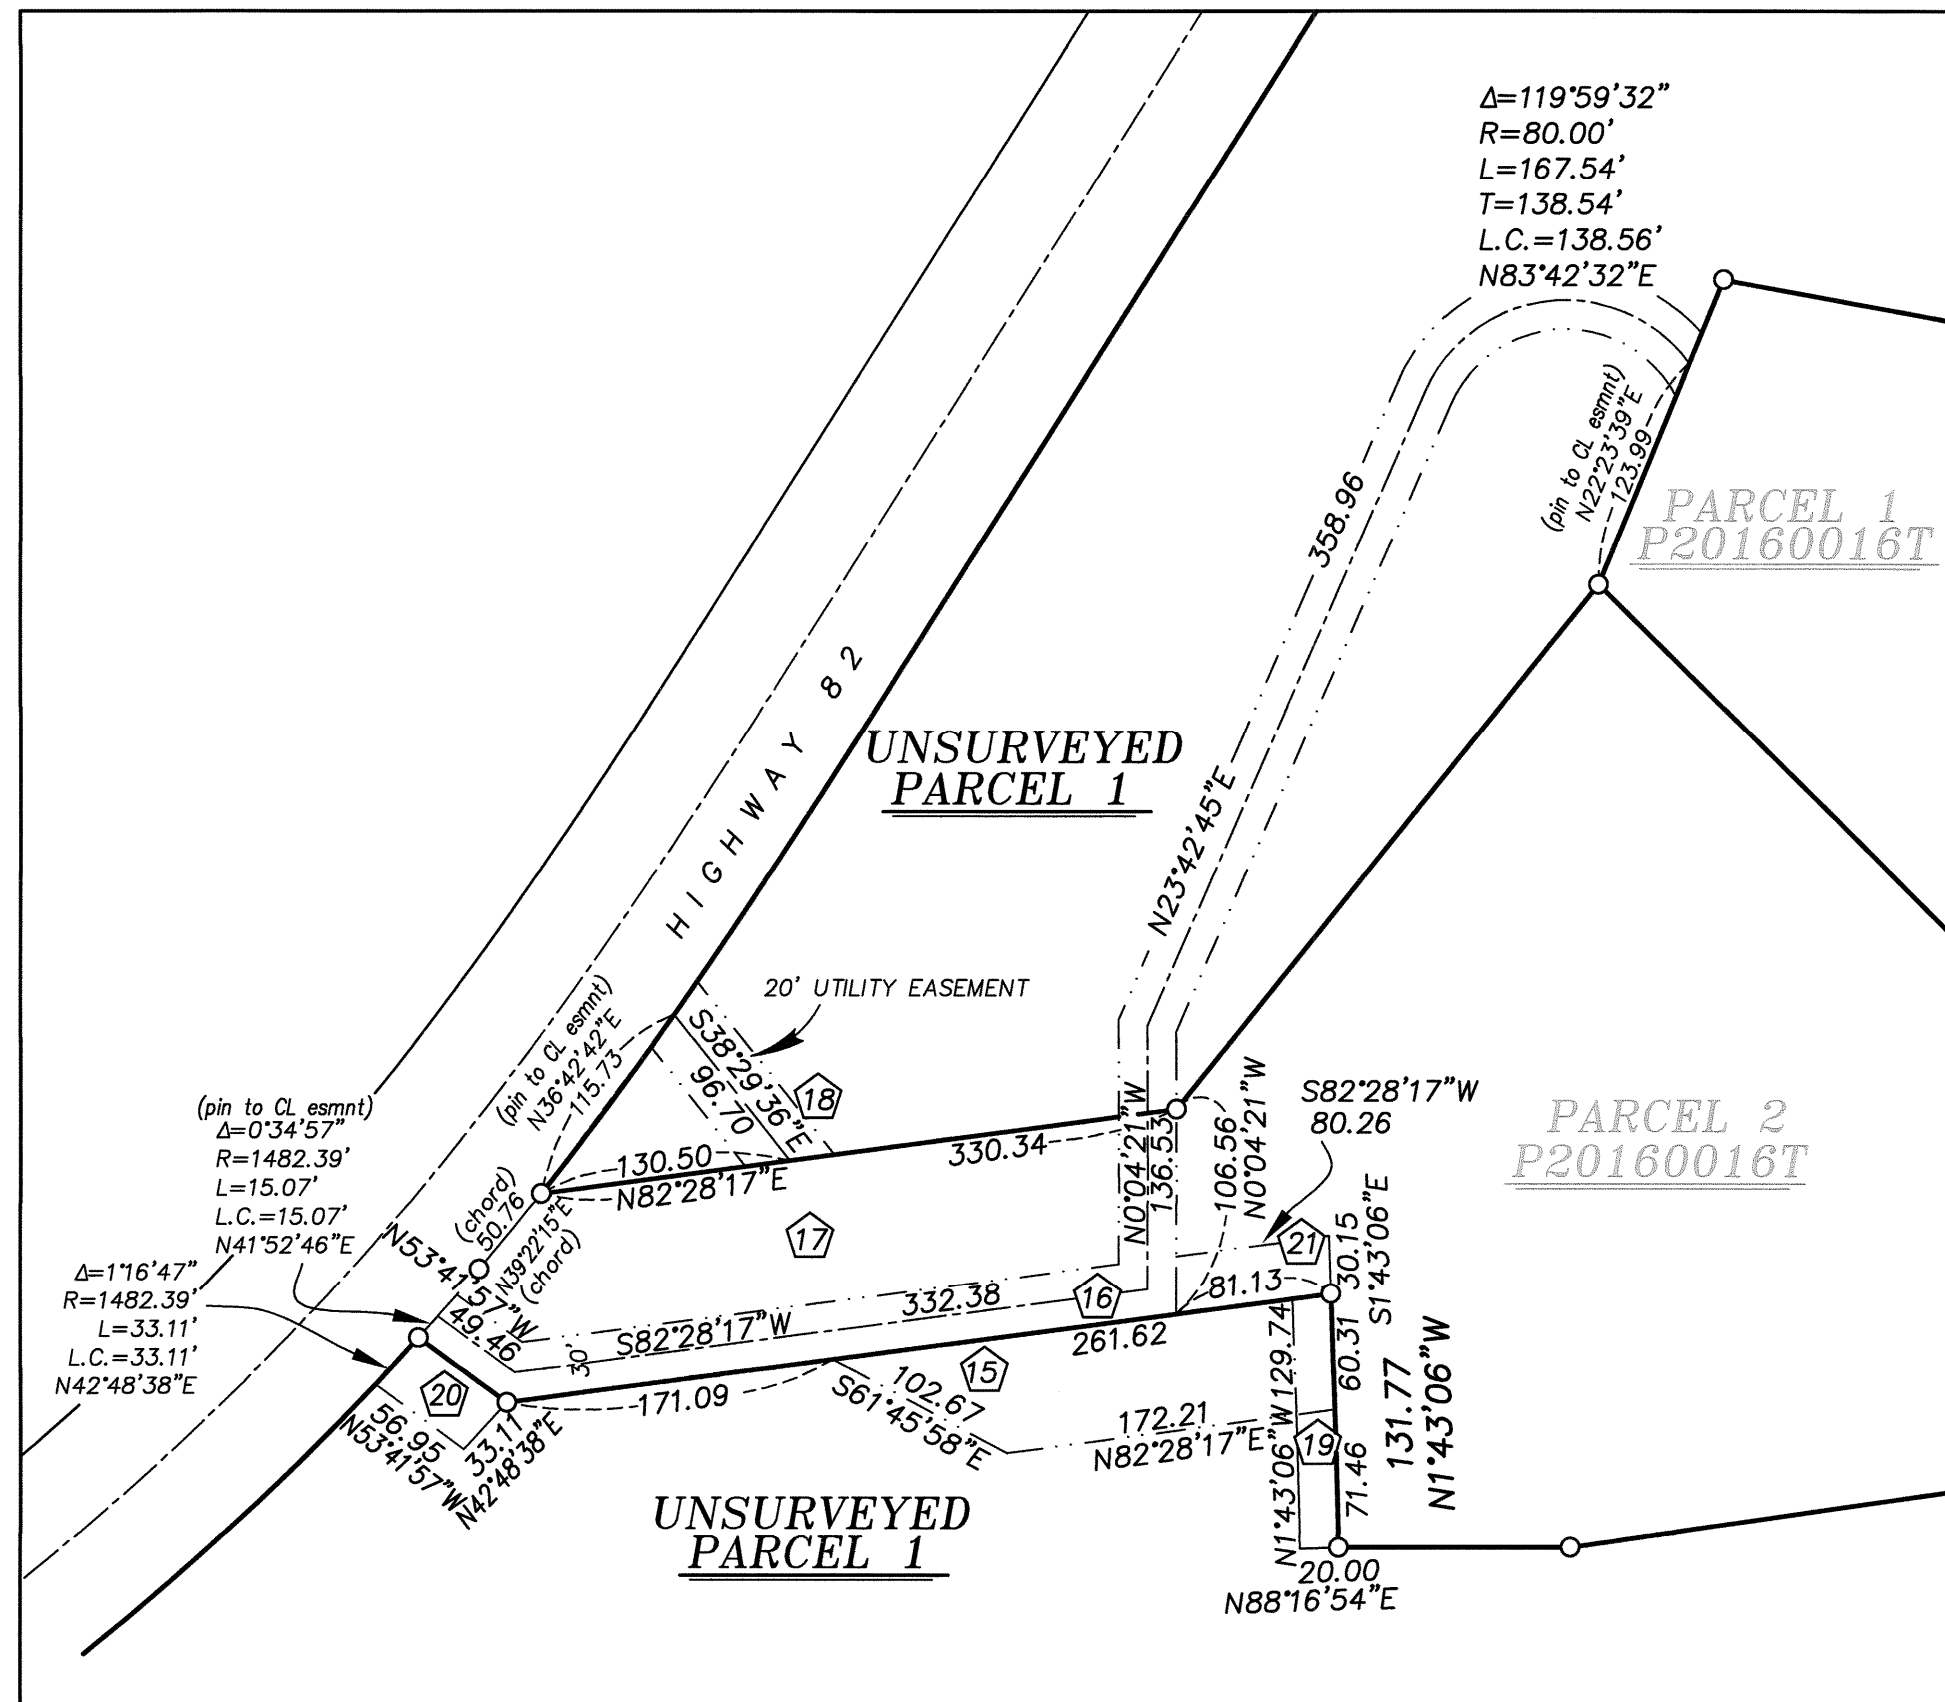 Δ=119°59'32"
R=80.00'
L=167.54'
T=138.54'
L.C.=138.56'
N83°42'32"E
(pin to CL esmnt)
N22°23'39"E
123.99
PARCEL 1
P20160016T
358.96
N23°42'45"E
HIGHWAY 82
UNSURVEYED
PARCEL 1
20' UTILITY EASEMENT
(pin to CL esmnt)
N36°42'42"E
115.73
S38°29'36"E
96.70
18
(pin to CL esmnt)
Δ=0°34'57"
R=1482.39'
L=15.07'
L.C.=15.07'
N41°52'46"E
Δ=1°16'47"
R=1482.39'
L=33.11'
L.C.=33.11'
N42°48'38"E
130.50
N82°28'17"E
330.34
N0°04'21"W
136.53
106.56
N0°04'21"W
S82°28'17"W
80.26
PARCEL 2
P20160016T
(chord)
50.76
N39°22'15"E
(chord)
17
N53°41'57"W
49.46
30'
S82°28'17"W
332.38
16
21
81.13
30.15
S1°43'06"E
60.31
131.77
N1°43'06"W
261.62
15
171.09
102.67
S61°45'58"E
172.21
N82°28'17"E
129.74
N1°43'06"W
19
71.46
20
56.95
N53°41'57"W
33.11
N42°48'38"E
UNSURVEYED
PARCEL 1
20.00
N88°16'54"E